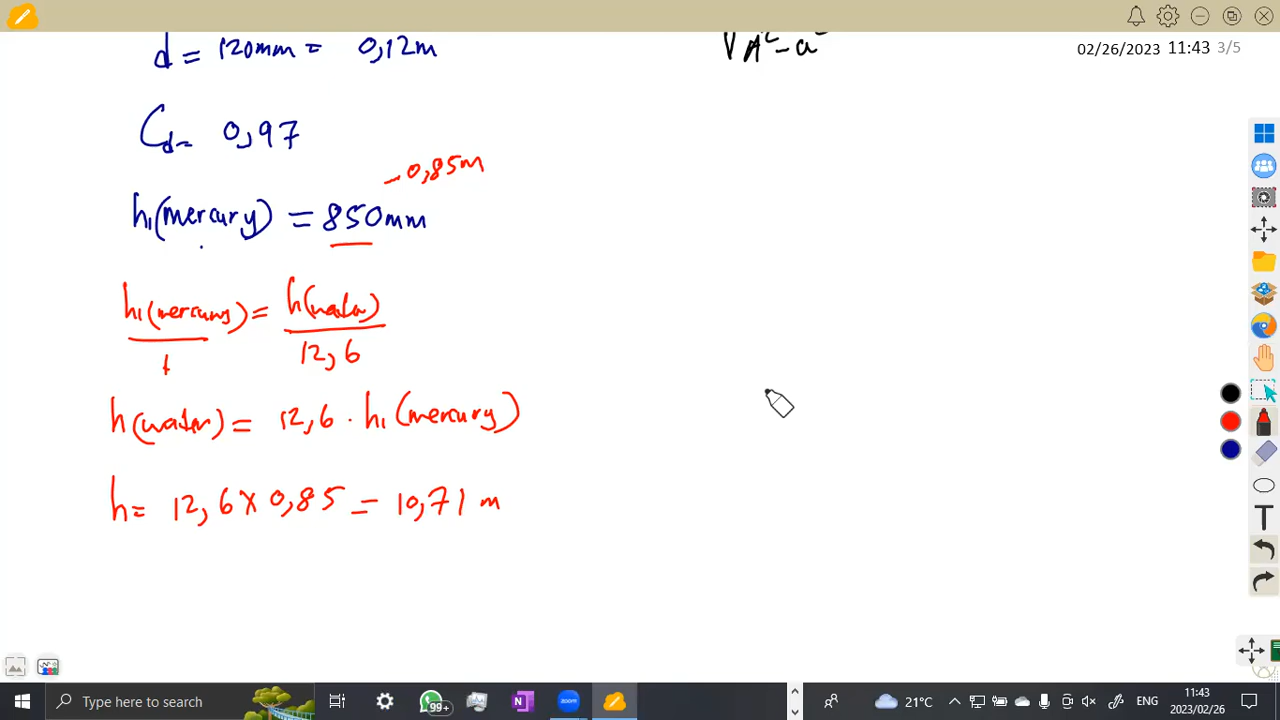 d = 120mm = 0,12m
√A²-a²
02/26/2023 11:43 3/5
Cd= 0,97
- 0,85m
h₁(mercury) = 850mm
h₁(mercury) = h(water)
1 12,6
h(water) = 12,6 · h₁(mercury)
h= 12,6 x 0,85 = 10,71 m
T
Type here to search
99+
N
zoom
21°C
ENG
11:43
2023/02/26